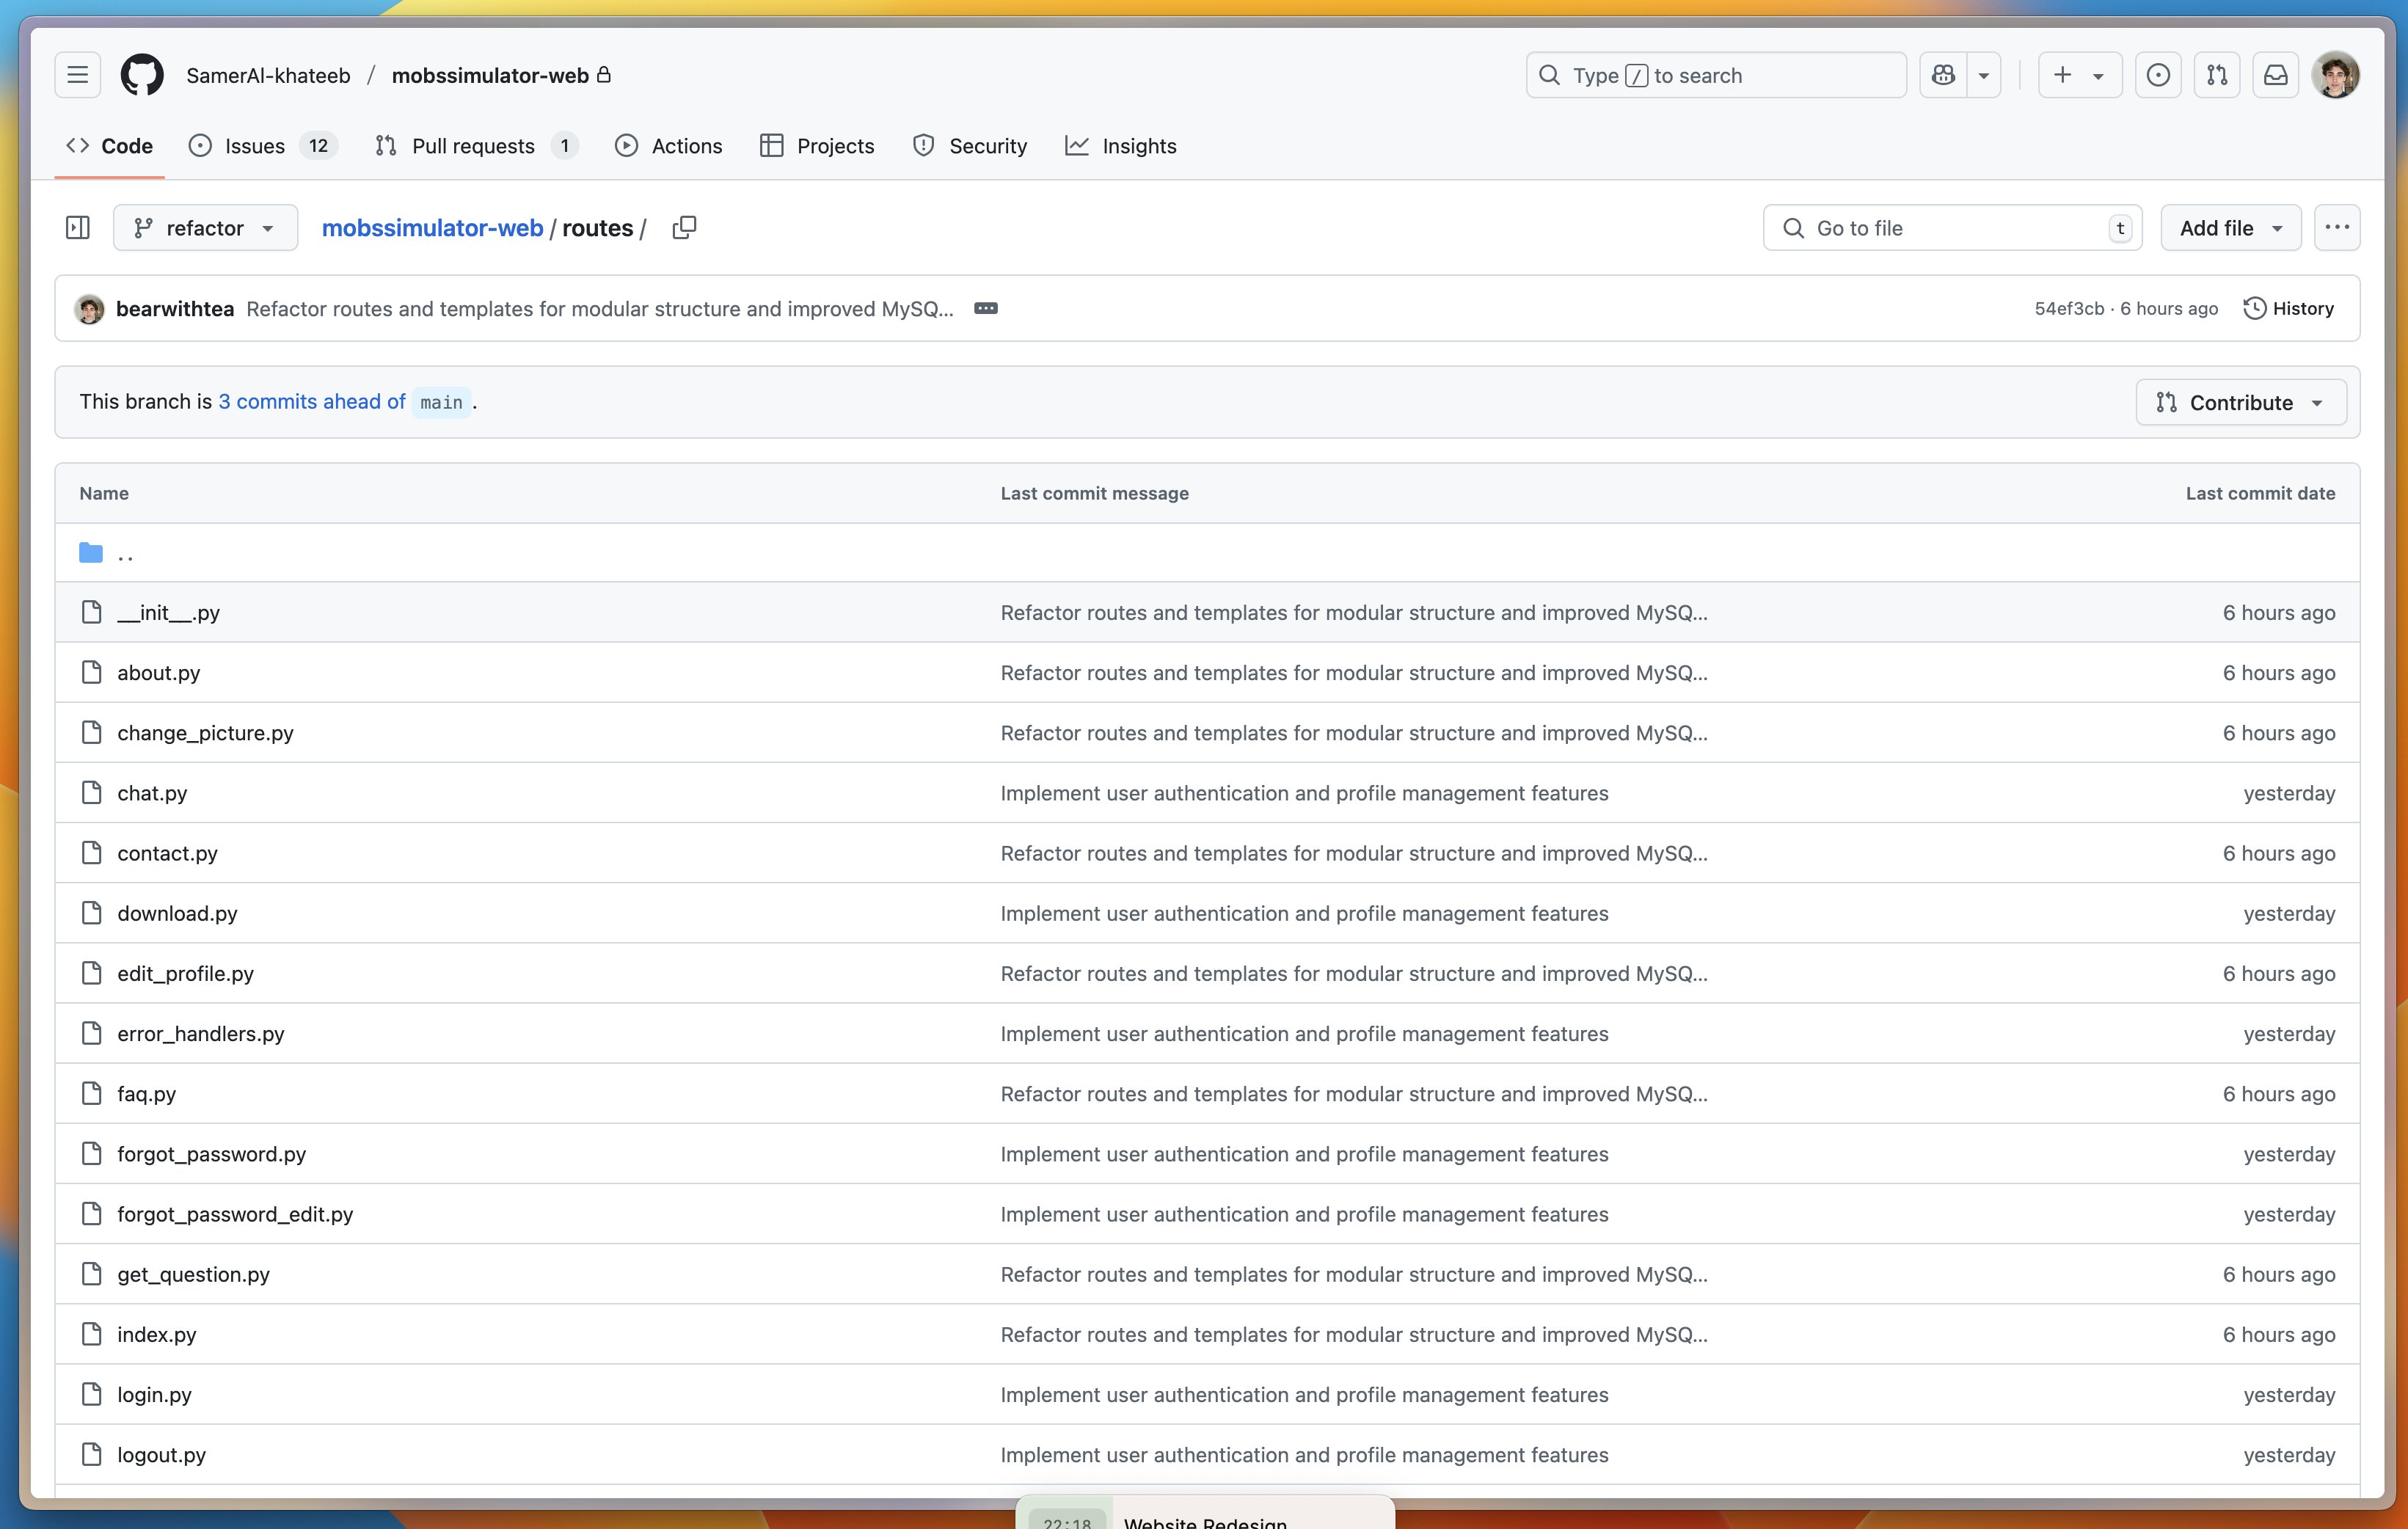 SamerAl-khateeb / mobssimulator-web
Type / to search
Code Issues 12 Pull requests 1 Actions Projects Security Insights
refactor mobssimulator-web / routes / Go to file t Add file
bearwithtea Refactor routes and templates for modular structure and improved MySQ... 54ef3cb · 6 hours ago History
This branch is 3 commits ahead of main . Contribute
Name Last commit message Last commit date
..
__init__.py Refactor routes and templates for modular structure and improved MySQ... 6 hours ago
about.py Refactor routes and templates for modular structure and improved MySQ... 6 hours ago
change_picture.py Refactor routes and templates for modular structure and improved MySQ... 6 hours ago
chat.py Implement user authentication and profile management features yesterday
contact.py Refactor routes and templates for modular structure and improved MySQ... 6 hours ago
download.py Implement user authentication and profile management features yesterday
edit_profile.py Refactor routes and templates for modular structure and improved MySQ... 6 hours ago
error_handlers.py Implement user authentication and profile management features yesterday
faq.py Refactor routes and templates for modular structure and improved MySQ... 6 hours ago
forgot_password.py Implement user authentication and profile management features yesterday
forgot_password_edit.py Implement user authentication and profile management features yesterday
get_question.py Refactor routes and templates for modular structure and improved MySQ... 6 hours ago
index.py Refactor routes and templates for modular structure and improved MySQ... 6 hours ago
login.py Implement user authentication and profile management features yesterday
logout.py Implement user authentication and profile management features yesterday
22:18 Website Redesign